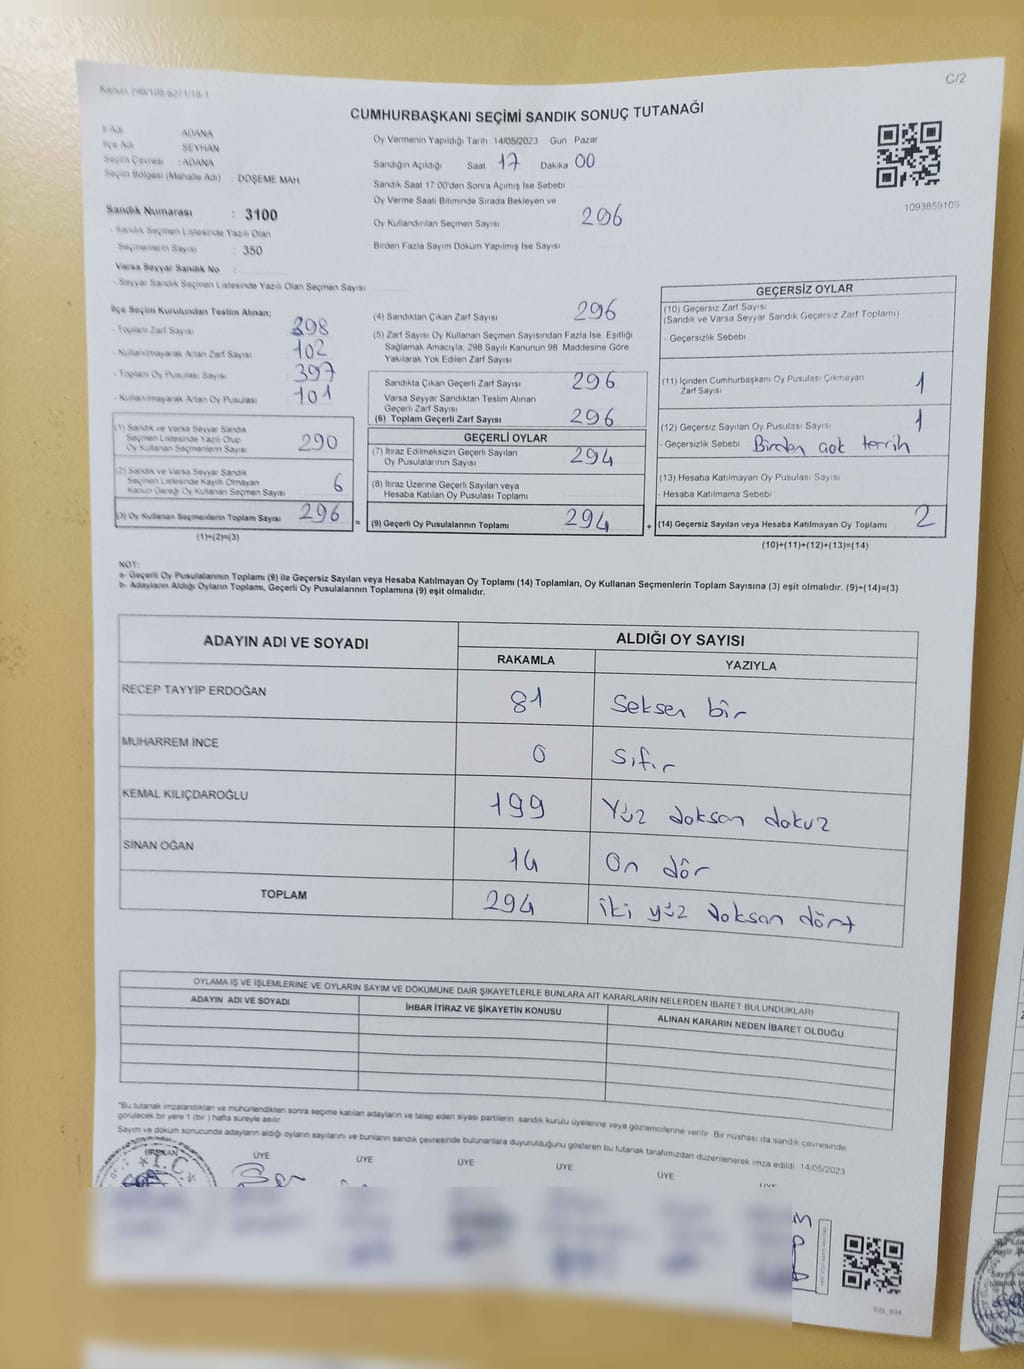 Kanun 298/108-6271/18-1
C/2
CUMHURBAŞKANI SEÇİMİ SANDIK SONUÇ TUTANAĞI
İl Adı : ADANA
İlçe Adı : SEYHAN
Seçim Çevresi : ADANA
Seçim Bölgesi (Mahalle Adı) : DÖŞEME MAH
Sandık Numarası : 3100
- Sandık Seçmen Listesinde Yazılı Olan
Seçmenlerin Sayısı : 350
Varsa Seyyar Sandık No :
- Seyyar Sandık Seçmen Listesinde Yazılı Olan Seçmen Sayısı
Oy Vermenin Yapıldığı Tarih 14/05/2023 Gün Pazar
Sandığın Açıldığı Saat 17 Dakika 00
Sandık Saat 17:00'den Sonra Açımış İse Sebebi
Oy Verme Saati Bitiminde Sırada Bekleyen ve
Oy Kullandırılan Seçmen Sayısı 296
Birden Fazla Sayım Döküm Yapılmış İse Sayısı
1093859109
İlçe Seçim Kurulundan Teslim Alınan;
- Toplam Zarf Sayısı 398
- Kullanılmayarak Artan Zarf Sayısı 102
- Toplam Oy Pusulası Sayısı 397
- Kullanılmayarak Artan Oy Pusulası 101
(1) Sandık ve Varsa Seyyar Sandık
Seçmen Listesinde Yazılı Olup
Oy Kullanan Seçmenlerin Sayısı 290
(2) Sandık ve Varsa Seyyar Sandık
Seçmen Listesinde Kayıtlı Olmayan
Kanun Gereği Oy Kullanan Seçmen Sayısı 6
(3) Oy Kullanan Seçmenlerin Toplam Sayısı 296
(1)+(2)=(3)
(4) Sandıktan Çıkan Zarf Sayısı 296
(5) Zarf Sayısı Oy Kullanan Seçmen Sayısından Fazla İse, Eşitliği
Sağlamak Amacıyla, 298 Sayılı Kanunun 98. Maddesine Göre
Yakılarak Yok Edilen Zarf Sayısı
Sandıkta Çıkan Geçerli Zarf Sayısı 296
Varsa Seyyar Sandıktan Teslim Alınan
Geçerli Zarf Sayısı
(6) Toplam Geçerli Zarf Sayısı 296
GEÇERLİ OYLAR
(7) İtiraz Edilmeksizin Geçerli Sayılan
Oy Pusulalarının Sayısı 294
(8) İtiraz Üzerine Geçerli Sayılan veya
Hesaba Katılan Oy Pusulası Toplamı
= (9) Geçerli Oy Pusulalarının Toplamı 294
GEÇERSİZ OYLAR
(10) Geçersiz Zarf Sayısı
(Sandık ve Varsa Seyyar Sandık Geçersiz Zarf Toplamı)
- Geçersizlik Sebebi
(11) İçinden Cumhurbaşkanı Oy Pusulası Çıkmayan
Zarf Sayısı 1
(12) Geçersiz Sayılan Oy Pusulası Sayısı 1
- Geçersizlik Sebebi Birden çok terrih
(13) Hesaba Katılmayan Oy Pusulası Sayısı
- Hesaba Katılmama Sebebi
+ (14) Geçersiz Sayılan veya Hesaba Katılmayan Oy Toplamı 2
(10)+(11)+(12)+(13)=(14)
NOT:
a- Geçerli Oy Pusulalarının Toplamı (9) ile Geçersiz Sayılan veya Hesaba Katılmayan Oy Toplamı (14) Toplamları, Oy Kullanan Seçmenlerin Toplam Sayısına (3) eşit olmalıdır. (9)+(14)=(3)
b- Adayların Aldığı Oyların Toplamı, Geçerli Oy Pusulalarının Toplamına (9) eşit olmalıdır.
ADAYIN ADI VE SOYADI
ALDIĞI OY SAYISI
RAKAMLA
YAZIYLA
RECEP TAYYİP ERDOĞAN 81 Seksen bir
MUHARREM İNCE 0 Sıfır
KEMAL KILIÇDAROĞLU 199 Yüz doksan dokuz
SİNAN OĞAN 14 On dör
TOPLAM 294 iki yüz doksan dört
OYLAMA İŞ VE İŞLEMLERİNE VE OYLARIN SAYIM VE DÖKÜMÜNE DAİR ŞİKAYETLERLE BUNLARA AİT KARARLARIN NELERDEN İBARET BULUNDUKLARI
ADAYIN ADI VE SOYADI
İHBAR İTİRAZ VE ŞİKAYETİN KONUSU
ALINAN KARARIN NEDEN İBARET OLDUĞU
*Bu tutanak imzalandıktan ve mühürlendikten sonra seçime katılan adayların ve talep eden siyasi partilerin sandık kurulu üyelerine veya gözlemcilerine verilir. Bir nüshası da sandık çevresinde
görülecek bir yere 1 (bir ) hafta süreyle asılır
Sayım ve döküm sonucunda adayların aldığı oyların sayılarını ve bunların sandık çevresinde bulunanlara duyurulduğunu gösteren bu tutanak tarafımızdan düzenlenerek imza edildi. 14/05/2023
BAŞKAN ÜYE ÜYE ÜYE ÜYE ÜYE ÜYE
T.C